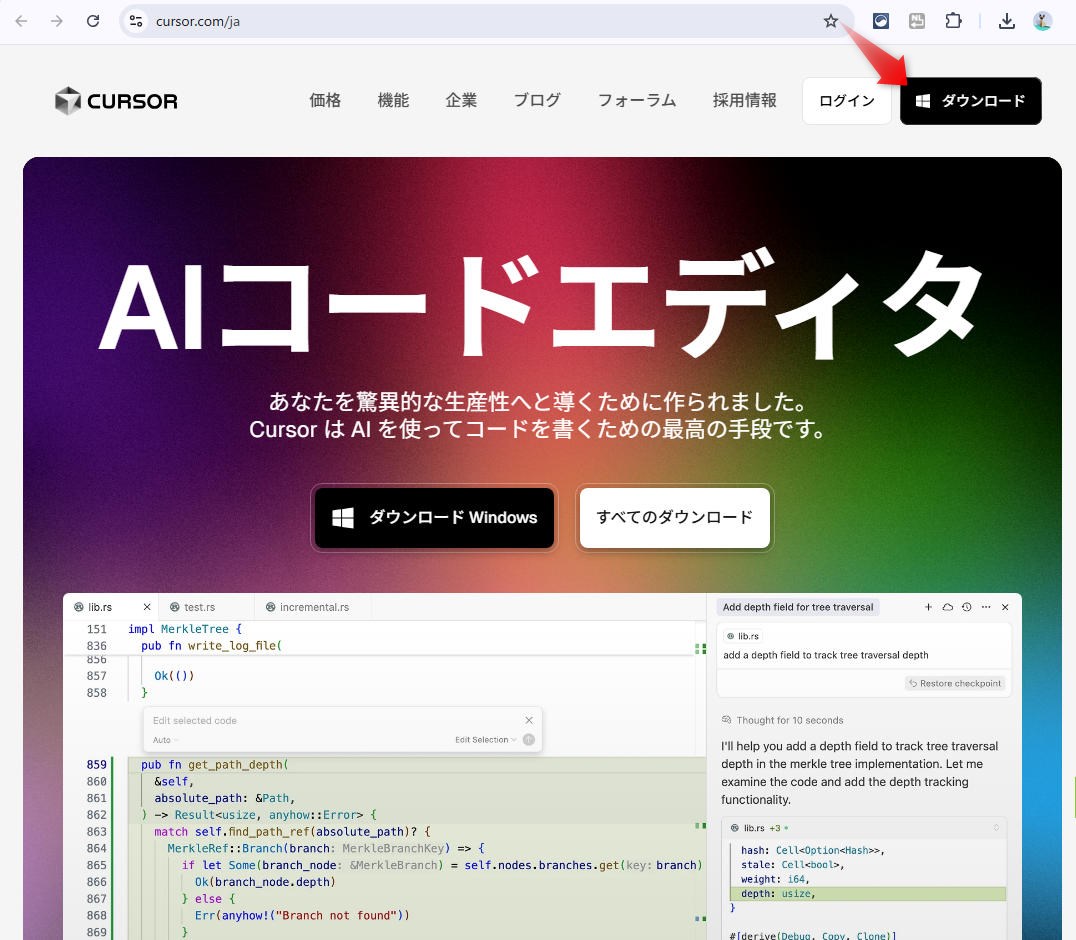 cursor.com/ja
CURSOR
価格 機能 企業 ブログ フォーラム 採用情報 ログイン ダウンロード
AIコードエディタ
あなたを驚異的な生産性へと導くために作られました。
Cursor は AI を使ってコードを書くための最高の手段です。
ダウンロード Windows すべてのダウンロード
lib.rs test.rs incremental.rs
151 impl MerkleTree {
836 pub fn write_log_file(
856
857 Ok(())
858 }
Edit selected code
Auto Edit Selection
859 pub fn get_path_depth(
860 &self,
861 absolute_path: &Path,
862 ) -> Result<usize, anyhow::Error> {
863 match self.find_path_ref(absolute_path)? {
864 MerkleRef::Branch(branch: MerkleBranchKey) => {
865 if let Some(branch_node: &MerkleBranch) = self.nodes.branches.get(key: branch)
866 Ok(branch_node.depth)
867 } else {
868 Err(anyhow!("Branch not found"))
869 }
Add depth field for tree traversal
lib.rs
add a depth field to track tree traversal depth
Restore checkpoint
Thought for 10 seconds
I'll help you add a depth field to track tree traversal
depth in the merkle tree implementation. Let me
examine the code and add the depth tracking
functionality.
lib.rs +3
hash: Cell<Option<Hash>>,
stale: Cell<bool>,
weight: i64,
depth: usize,
}
#[derive(Debug, Copy, Clone)]